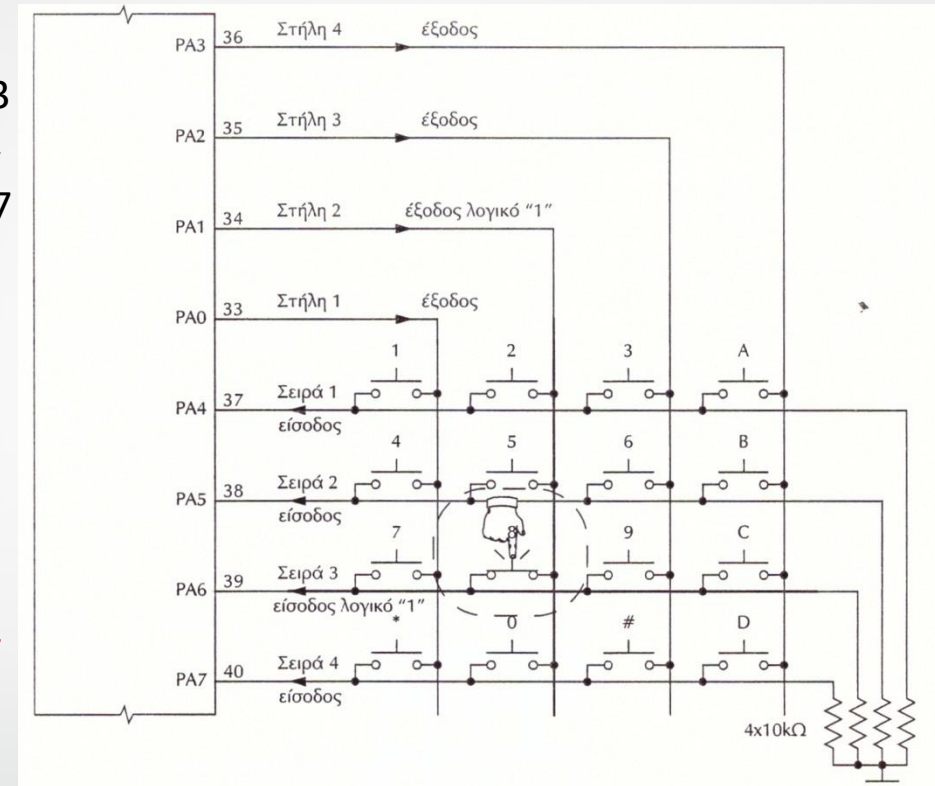 3
7
PA3 36 Στήλη 4 έξοδος
PA2 35 Στήλη 3 έξοδος
PA1 34 Στήλη 2 έξοδος λογικό “1”
PA0 33 Στήλη 1 έξοδος
1 2 3 A
PA4 37 Σειρά 1
είσοδος
4 5 6 B
PA5 38 Σειρά 2
είσοδος
7 8 9 C
PA6 39 Σειρά 3
είσοδος λογικό “1”
* 0 # D
PA7 40 Σειρά 4
είσοδος
4x10kΩ